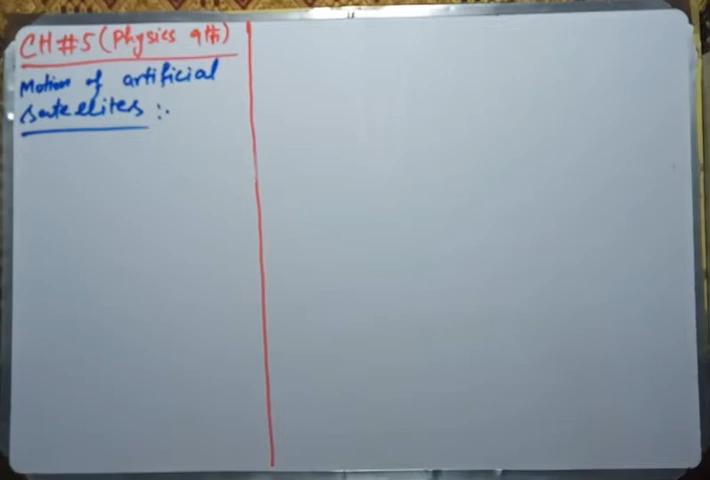 CH#5 (Physics 9th)
Motion of artificial
Satellites :.